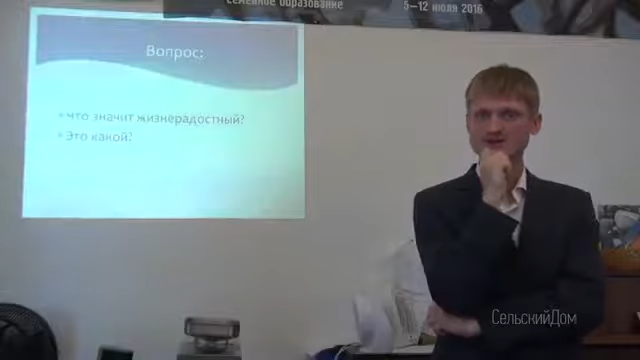 Семейное образование
5-12 июля 2016
Вопрос:
• Что значит жизнерадостный?
• Это какой?
СельскийДом